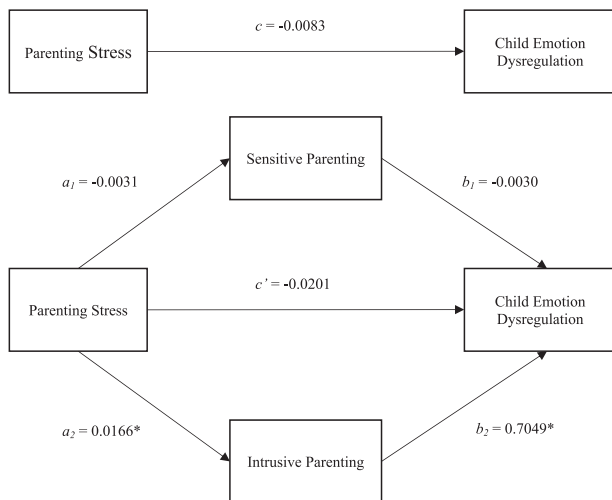 c = -0.0083
Parenting Stress
Child Emotion
Dysregulation
Sensitive Parenting
a1 = -0.0031
b1 = -0.0030
c' = -0.0201
Parenting Stress
Child Emotion
Dysregulation
a2 = 0.0166*
b2 = 0.7049*
Intrusive Parenting